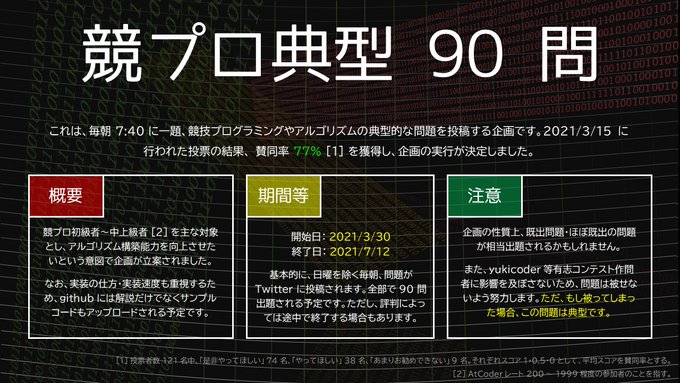 競プロ典型 90 問
これは、毎朝 7:40 に一題、競技プログラミングやアルゴリズムの典型的な問題を投稿する企画です。2021/3/15 に
行われた投票の結果、賛同率 77% [1] を獲得し、企画の実行が決定しました。
概要
競プロ初級者～中上級者 [2] を主な対象
とし、アルゴリズム構築能力を向上させた
いという意図で企画が立案されました。
なお、実装の仕方・実装速度も重視するた
め、github には解説だけでなくサンプル
コードもアップロードされる予定です。
期間等
開始日: 2021/3/30
終了日: 2021/7/12
基本的に、日曜を除く毎朝、問題が
Twitter に投稿されます。全部で 90 問
出題される予定です。ただし、評判によっ
ては途中で終了する場合もあります。
注意
企画の性質上、既出問題・ほぼ既出の問題
が相当出題されるかもしれません。
また、yukicoder 等有志コンテスト作問
者に影響を及ぼさないため、問題は被せな
いよう努力します。ただ、もし被ってしまっ
た場合、この問題は典型です。
[1] 投票者数 121 名中、「是非やってほしい」 74 名、「やってほしい」 38 名、「あまりお勧めできない」 9 名。それぞれスコア 1・0.5・0 として、平均スコアを賛同率とする。
[2] AtCoder レート 200 ～ 1999 程度の参加者のことを指す。